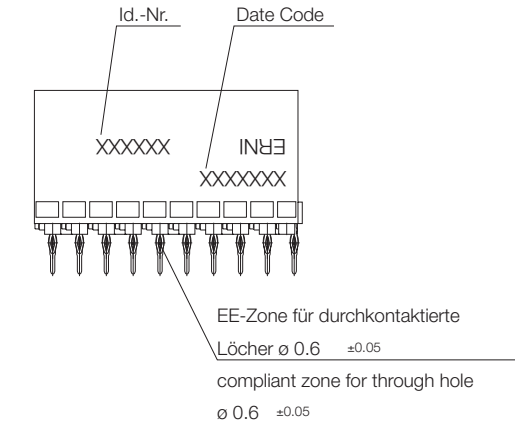 Id.-Nr.
Date Code
XXXXXX
ERNI
XXXXXXX
EE-Zone für durchkontaktierte
Löcher ø 0.6 ±0.05
compliant zone for through hole
ø 0.6 ±0.05